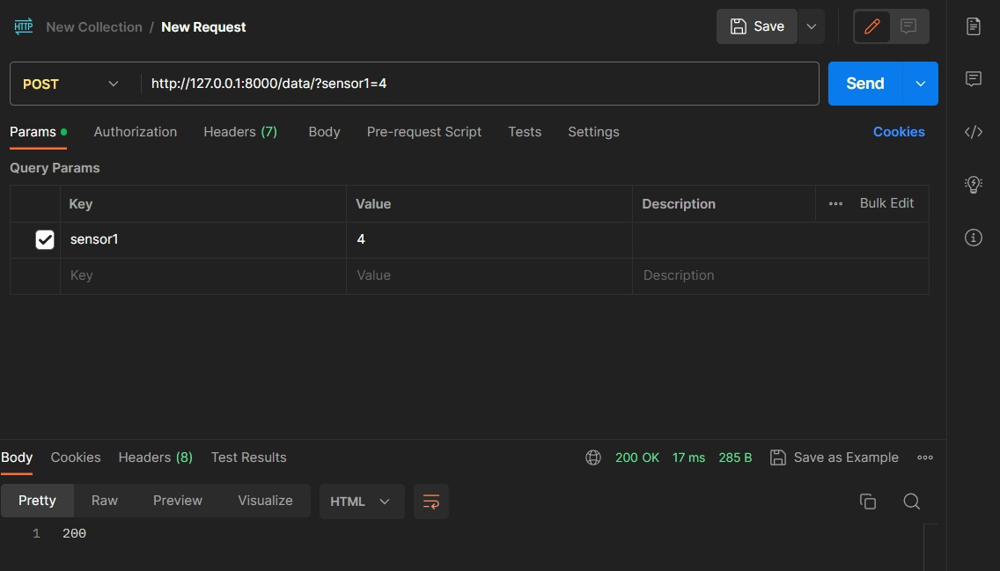 HTTP New Collection / New Request Save
POST http://127.0.0.1:8000/data/?sensor1=4 Send
Params Authorization Headers (7) Body Pre-request Script Tests Settings Cookies
Query Params
Key Value Description Bulk Edit
sensor1 4
Key Value Description
Body Cookies Headers (8) Test Results 200 OK 17 ms 285 B Save as Example
Pretty Raw Preview Visualize HTML
1 200